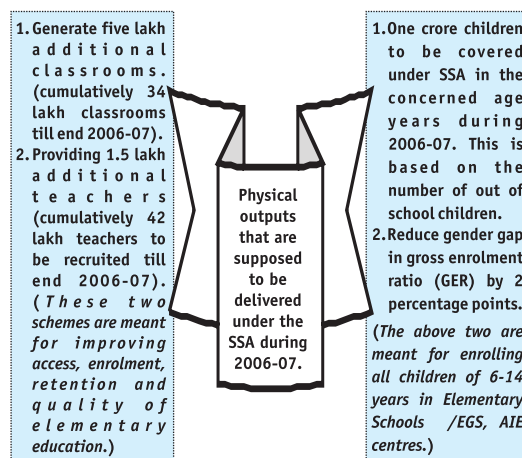 1. Generate five lakh
additional
classrooms.
(cumulatively 34
lakh classrooms
till end 2006-07).
2. Providing 1.5 lakh
additional
teachers
(cumulatively 42
lakh teachers to
be recruited till
end 2006-07).
(These two
schemes are meant
for improving
access, enrolment,
retention and
quality of
elementary
education.)
Physical
outputs
that are
supposed
to be
delivered
under the
SSA during
2006-07.
1. One crore children
to be covered
under SSA in the
concerned age
years during
2006-07. This is
based on the
number of out of
school children.
2. Reduce gender gap
in gross enrolment
ratio (GER) by 2
percentage points.
(The above two are
meant for enrolling
all children of 6-14
years in Elementary
Schools /EGS, AIE
centres.)